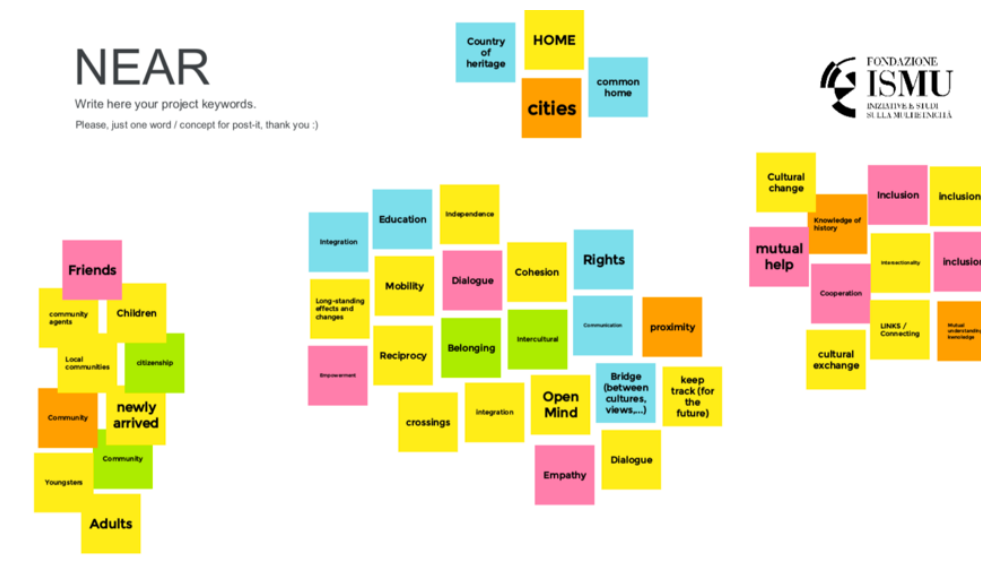 NEAR
Write here your project keywords.
Please, just one word / concept for post-it, thank you :)
Country
of
heritage
HOME
common
home
cities
FONDAZIONE
ISMU
INIZIATIVE E STUDI
SULLA MULTIETNICITÀ
Friends
community
agents
Children
Local
communities
citizenship
Community
newly
arrived
Community
Youngsters
Adults
Integration
Education
Independence
Long-standing
effects and
changes
Mobility
Dialogue
Cohesion
Rights
Empowerment
Reciprocy
Belonging
Intercultural
Communication
proximity
crossings
integration
Open
Mind
Bridge
(between
cultures,
views,...)
keep
track (for
the
future)
Empathy
Dialogue
Cultural
change
Knowledge of
history
Inclusion
inclusion
mutual
help
Cooperation
Intersectionality
inclusion
cultural
exchange
LINKS /
Connecting
Mutual
understanding
knowledge